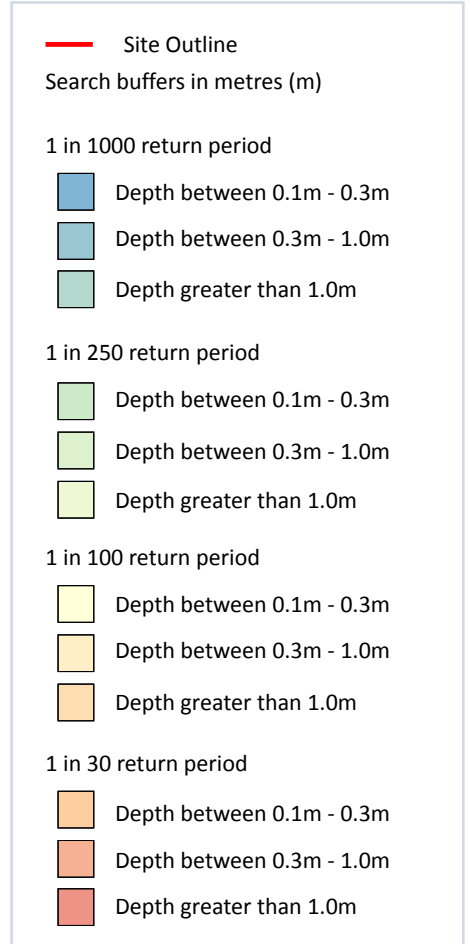 Site Outline
Search buffers in metres (m)
1 in 1000 return period
Depth between 0.1m - 0.3m
Depth between 0.3m - 1.0m
Depth greater than 1.0m
1 in 250 return period
Depth between 0.1m - 0.3m
Depth between 0.3m - 1.0m
Depth greater than 1.0m
1 in 100 return period
Depth between 0.1m - 0.3m
Depth between 0.3m - 1.0m
Depth greater than 1.0m
1 in 30 return period
Depth between 0.1m - 0.3m
Depth between 0.3m - 1.0m
Depth greater than 1.0m